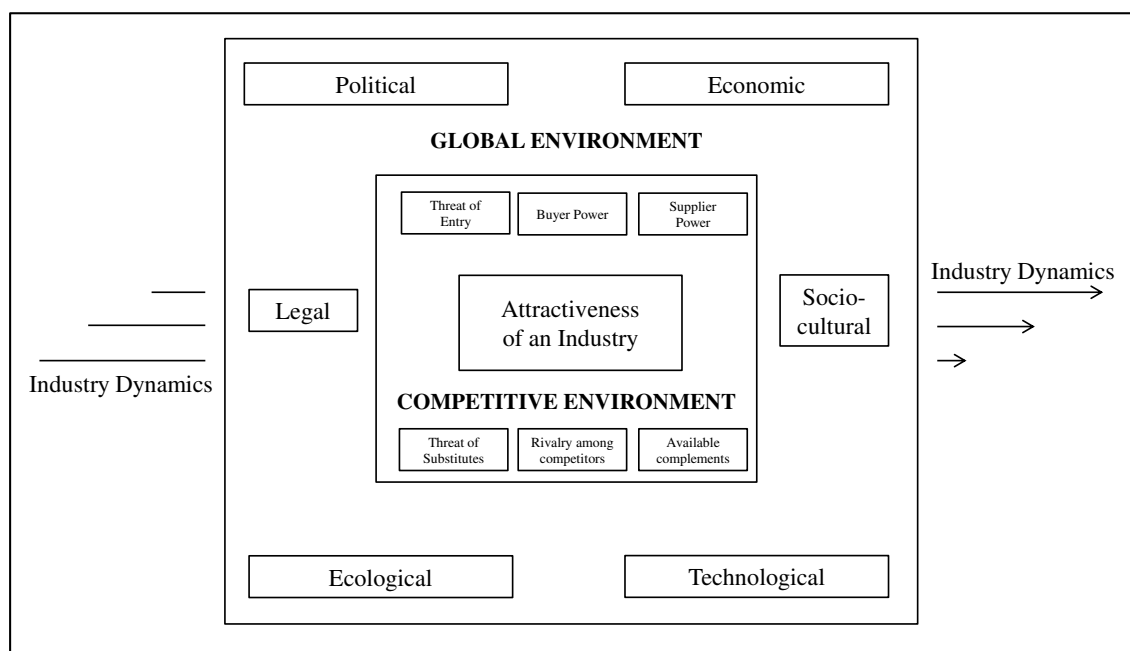 Political
Economic
GLOBAL ENVIRONMENT
Threat of
Entry
Buyer Power
Supplier
Power
Industry Dynamics
Legal
Attractiveness
of an Industry
Socio-
cultural
Industry Dynamics
COMPETITIVE ENVIRONMENT
Threat of
Substitutes
Rivalry among
competitors
Available
complements
Ecological
Technological